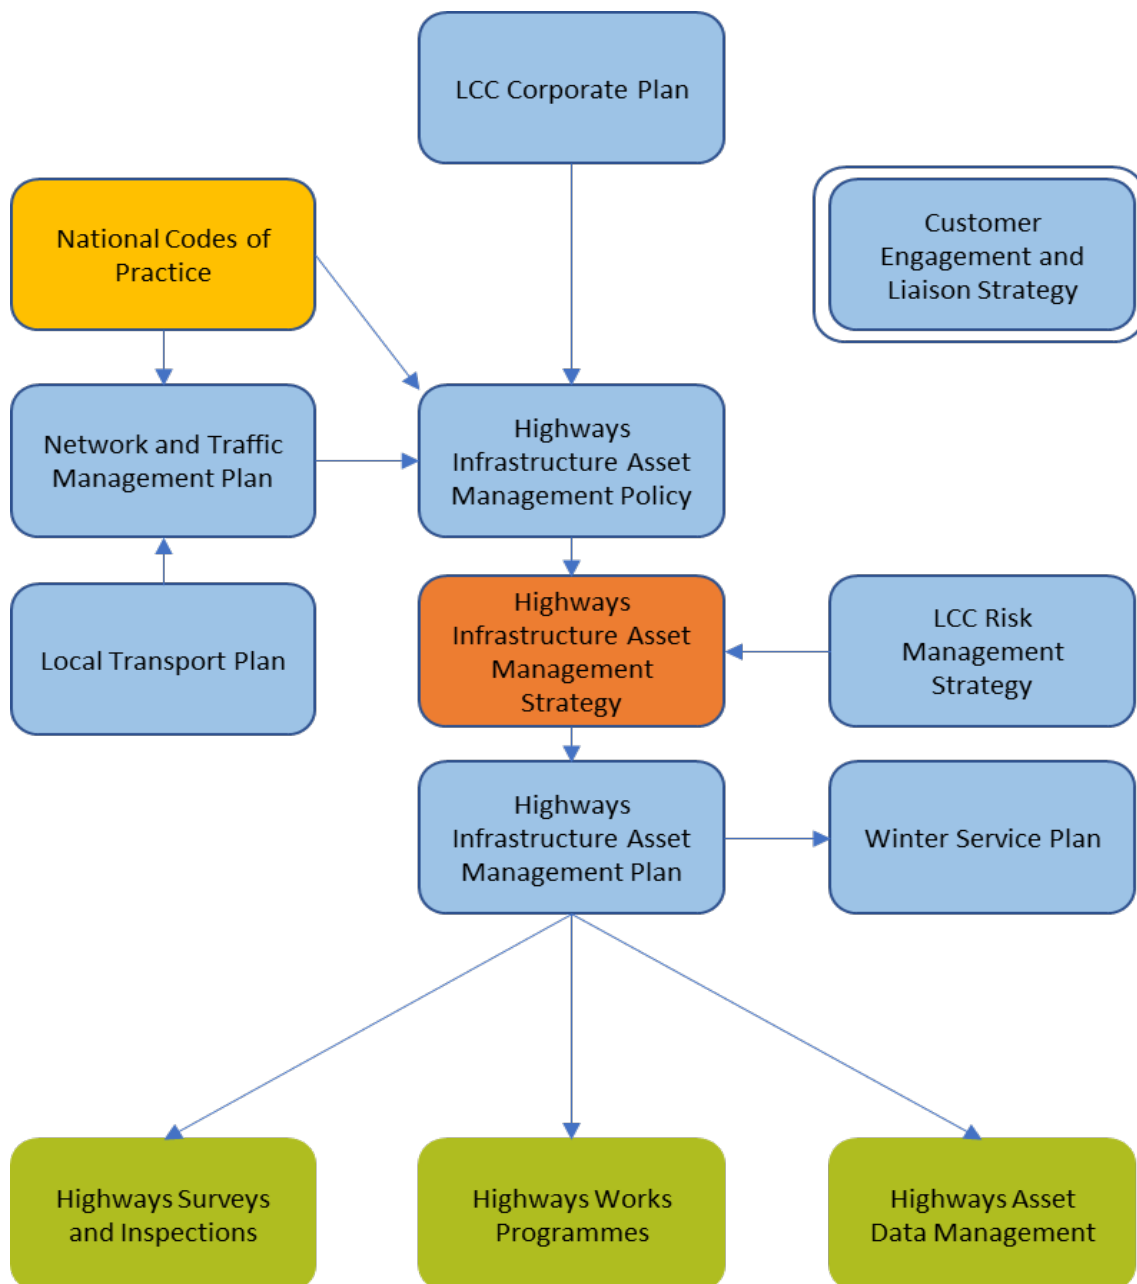 LCC Corporate Plan
National Codes of
Practice
Customer
Engagement and
Liaison Strategy
Network and Traffic
Management Plan
Highways
Infrastructure Asset
Management Policy
Local Transport Plan
Highways
Infrastructure Asset
Management
Strategy
LCC Risk
Management
Strategy
Highways
Infrastructure Asset
Management Plan
Winter Service Plan
Highways Surveys
and Inspections
Highways Works
Programmes
Highways Asset
Data Management